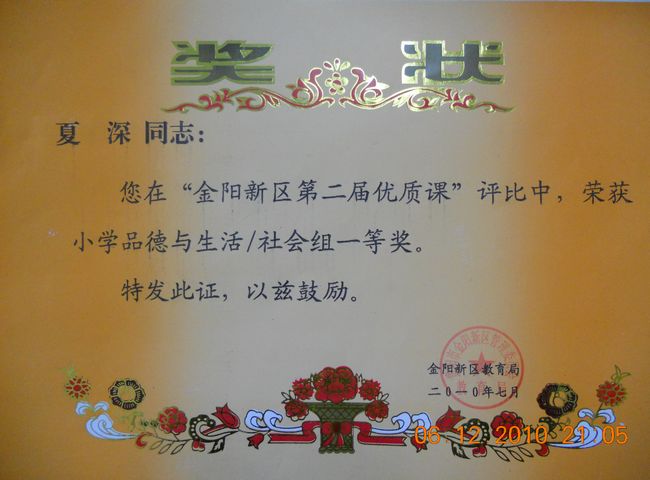 奖 状
夏 深 同志：
您在“金阳新区第二届优质课”评比中，荣获
小学品德与生活/社会组一等奖。
特发此证，以兹鼓励。
金阳新区教育局
二〇一〇年七月
06 12 2010 21:05